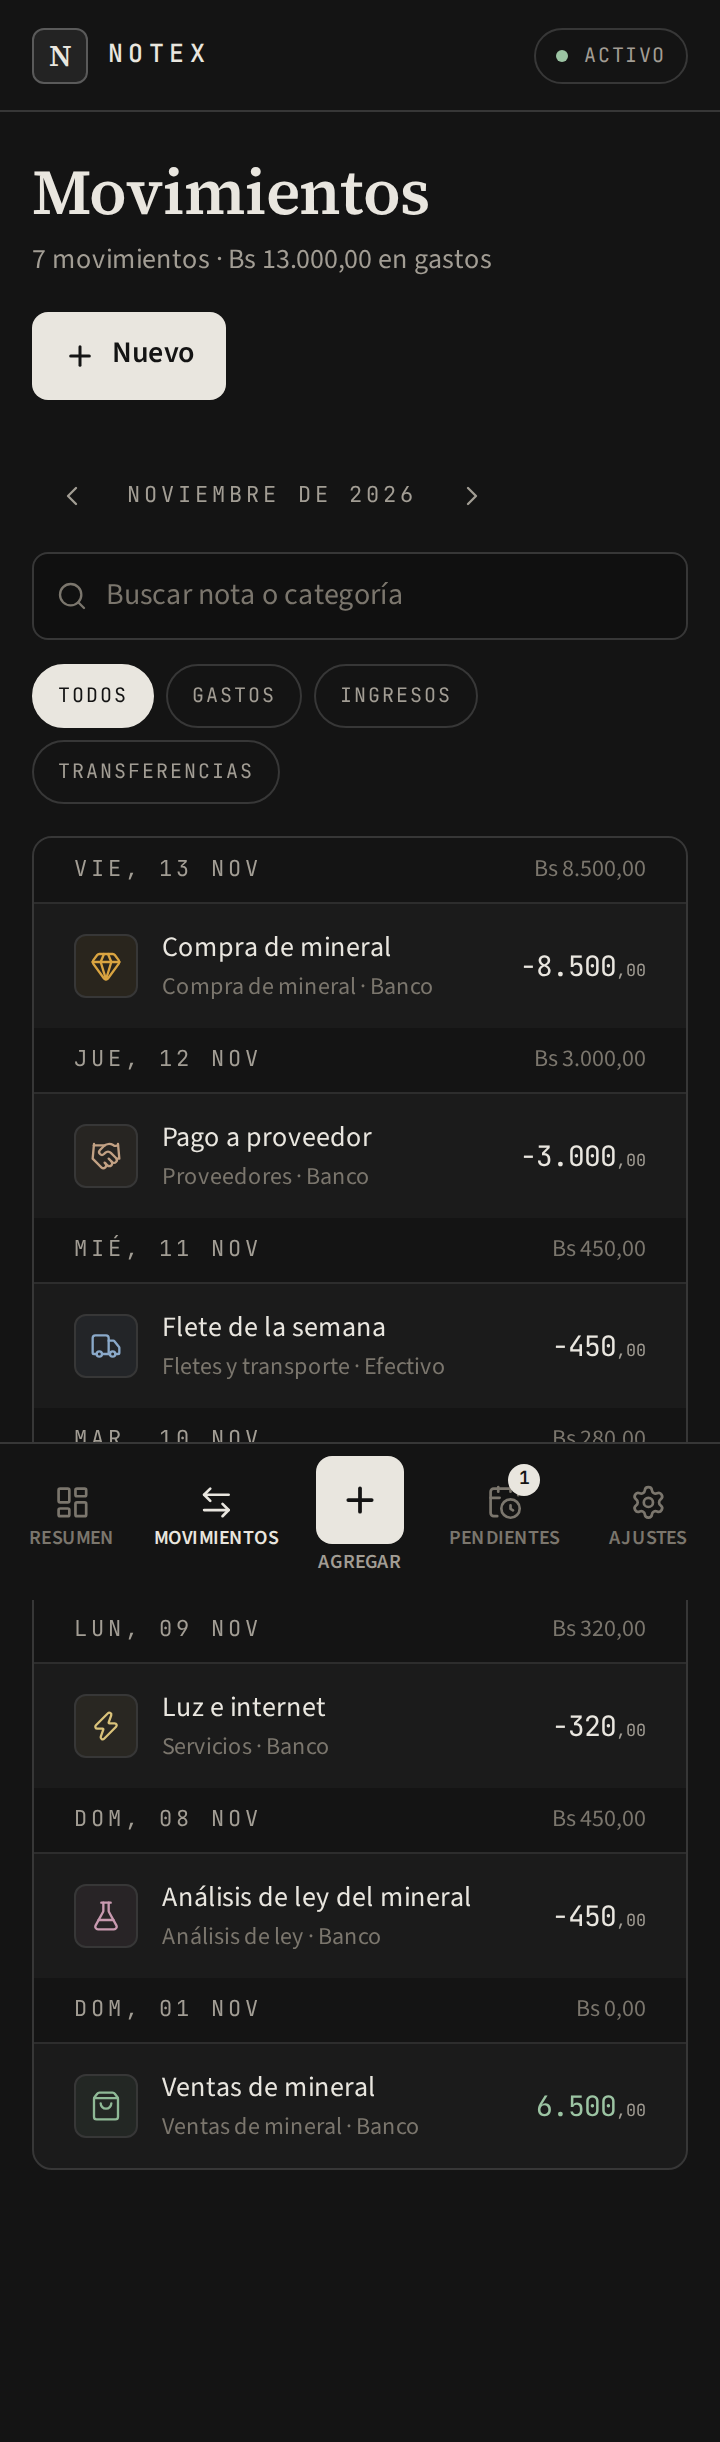 N NOTEX ACTIVO
Movimientos
7 movimientos · Bs 13.000,00 en gastos
+ Nuevo
< NOVIEMBRE DE 2026 >
Buscar nota o categoría
TODOS GASTOS INGRESOS
TRANSFERENCIAS
VIE, 13 NOV Bs 8.500,00
Compra de mineral -8.500,00
Compra de mineral · Banco
JUE, 12 NOV Bs 3.000,00
Pago a proveedor -3.000,00
Proveedores · Banco
MIÉ, 11 NOV Bs 450,00
Flete de la semana -450,00
Fletes y transporte · Efectivo
MAR, 10 NOV Bs 280,00
1
RESUMEN MOVIMIENTOS AGREGAR PENDIENTES AJUSTES
LUN, 09 NOV Bs 320,00
Luz e internet -320,00
Servicios · Banco
DOM, 08 NOV Bs 450,00
Análisis de ley del mineral -450,00
Análisis de ley · Banco
DOM, 01 NOV Bs 0,00
Ventas de mineral 6.500,00
Ventas de mineral · Banco